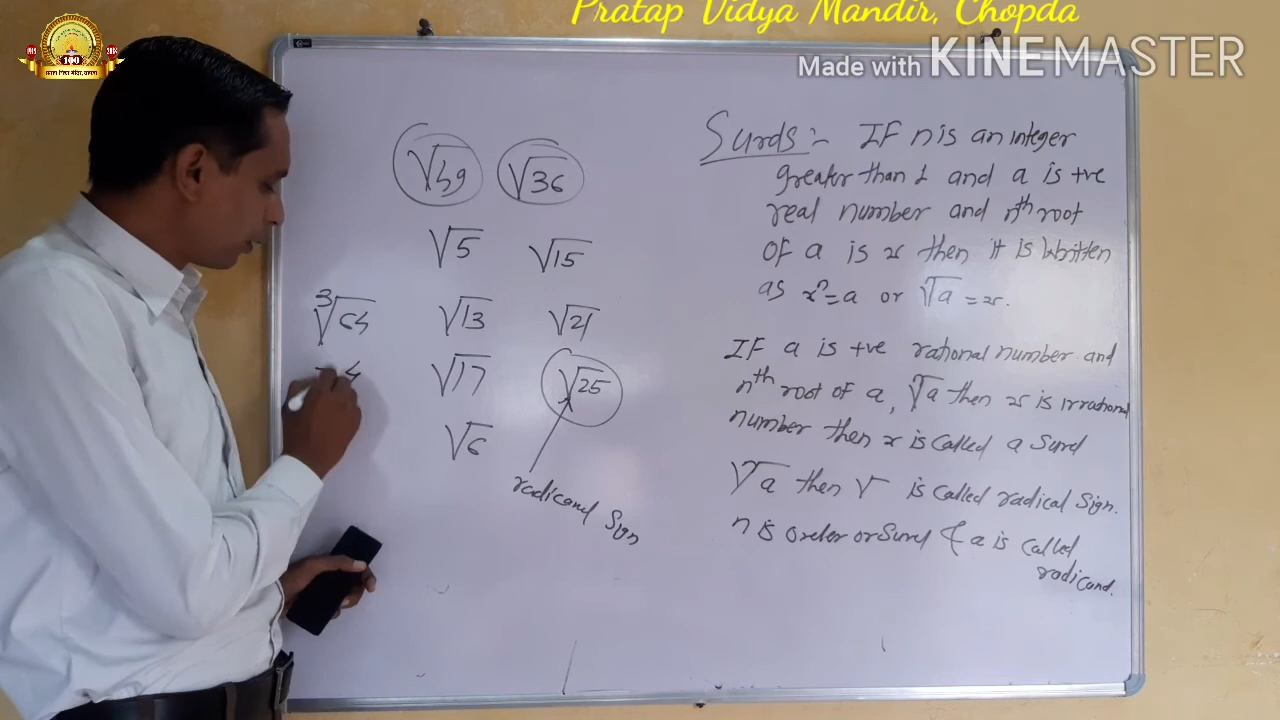 Pratap Vidya Mandir, Chopda
Made with KINEMASTER
100
√49 √36
√5 √15
∛64 √13 √21
= 4 √17 √25
√6
radicand Sign
Surds :- IF n is an integer
greater than 1 and a is +ve
real number and nth root
OF a is x then it is written
as xⁿ = a or ⁿ√a = x.
IF a is +ve rational number and
nth root of a, ⁿ√a then x is irrational
number then x is called a Surd
ⁿ√a then √ is called radical Sign.
n is order or Surd & a is called
radicand.